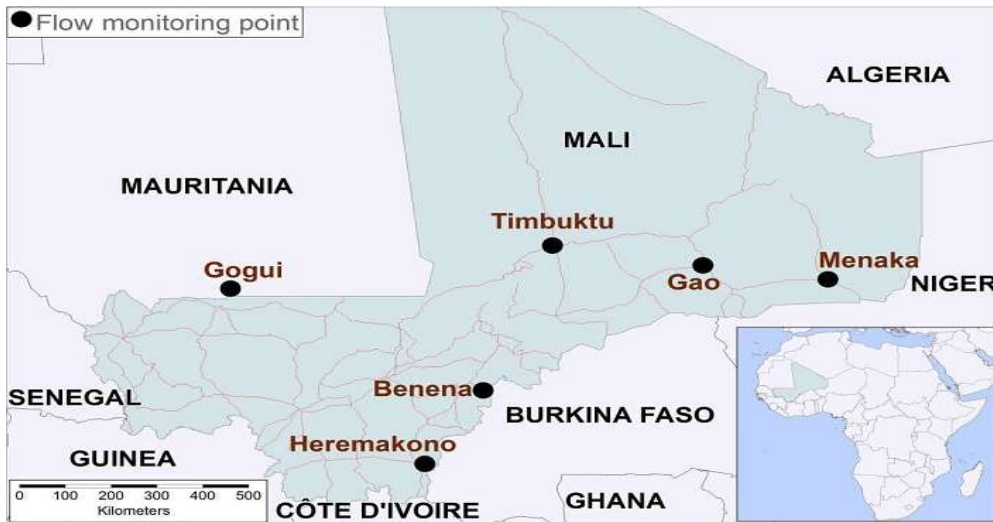 Flow monitoring point
ALGERIA
MALI
MAURITANIA
Timbuktu
Gogui
Gao
Menaka
NIGER
Benena
SENEGAL
BURKINA FASO
Heremakono
GUINEA
0 100 200 300 400 500
Kilometers
CÔTE D'IVOIRE
GHANA